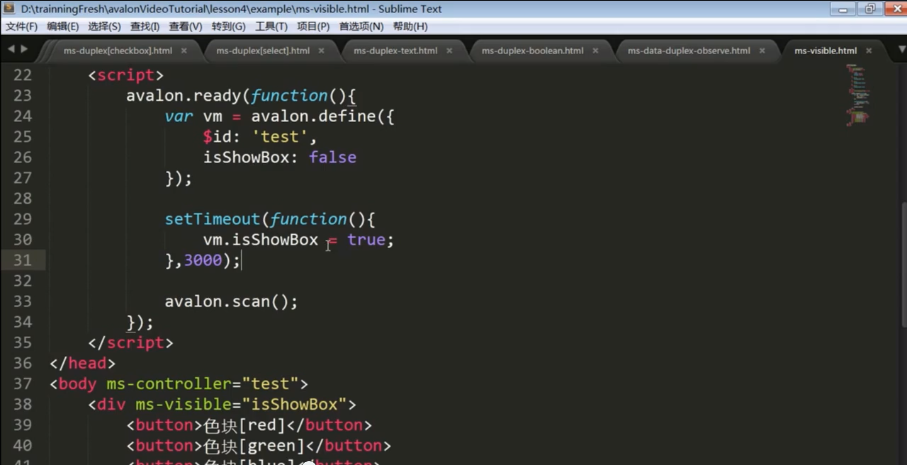 D:\trainningFresh\avalonVideoTutorial\lesson4\example\ms-visible.html - Sublime Text
文件(F) 编辑(E) 选择(S) 查找(I) 查看(V) 转到(G) 工具(T) 项目(P) 首选项(N) 帮助(H)
ms-duplex[checkbox].html ms-duplex[select].html ms-duplex-text.html ms-duplex-boolean.html ms-data-duplex-observe.html ms-visible.html
22 <script>
23 avalon.ready(function(){
24 var vm = avalon.define({
25 $id: 'test',
26 isShowBox: false
27 });
28
29 setTimeout(function(){
30 vm.isShowBox = true;
31 },3000);
32
33 avalon.scan();
34 });
35 </script>
36 </head>
37 <body ms-controller="test">
38 <div ms-visible="isShowBox">
39 <button>色块[red]</button>
40 <button>色块[green]</button>
41 <button>色块[blue]</button>